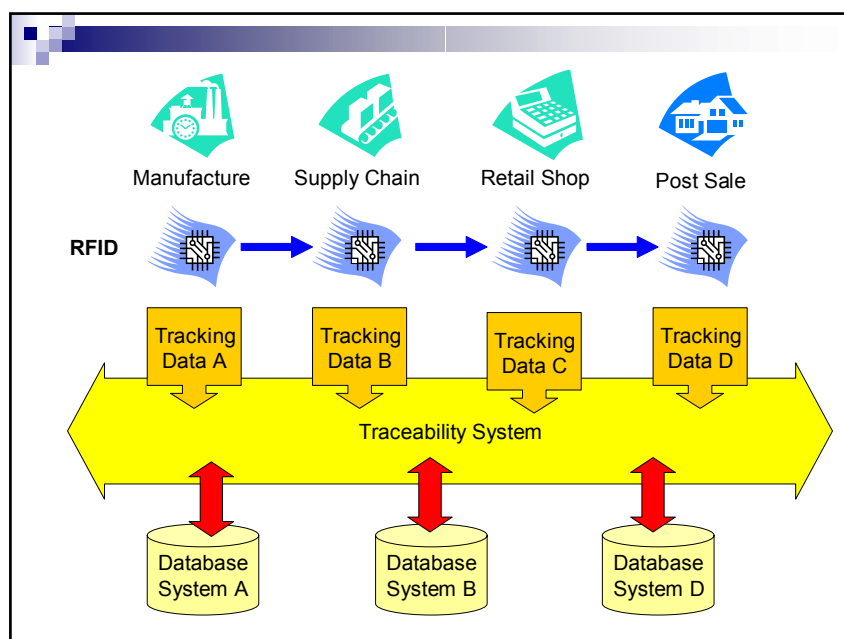 Manufacture
Supply Chain
Retail Shop
Post Sale
RFID
Tracking
Data A
Tracking
Data B
Tracking
Data C
Tracking
Data D
Traceability System
Database
System A
Database
System B
Database
System D